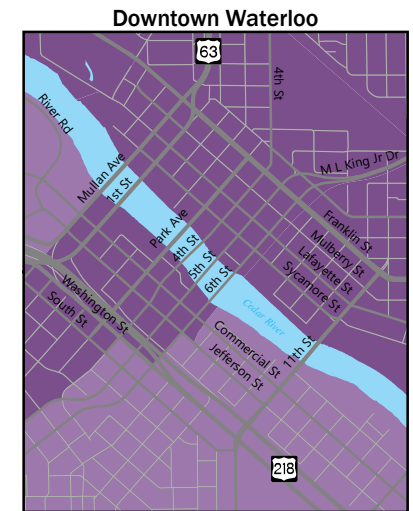 Downtown Waterloo
63
4th St
River Rd
M L King Jr Dr
Mullan Ave
1st St
Park Ave
Franklin St
4th St
Mulberry St
5th St
Lafayette St
6th St
Sycamore St
Washington St
South St
Cedar River
Commercial St
11th St
Jefferson St
218